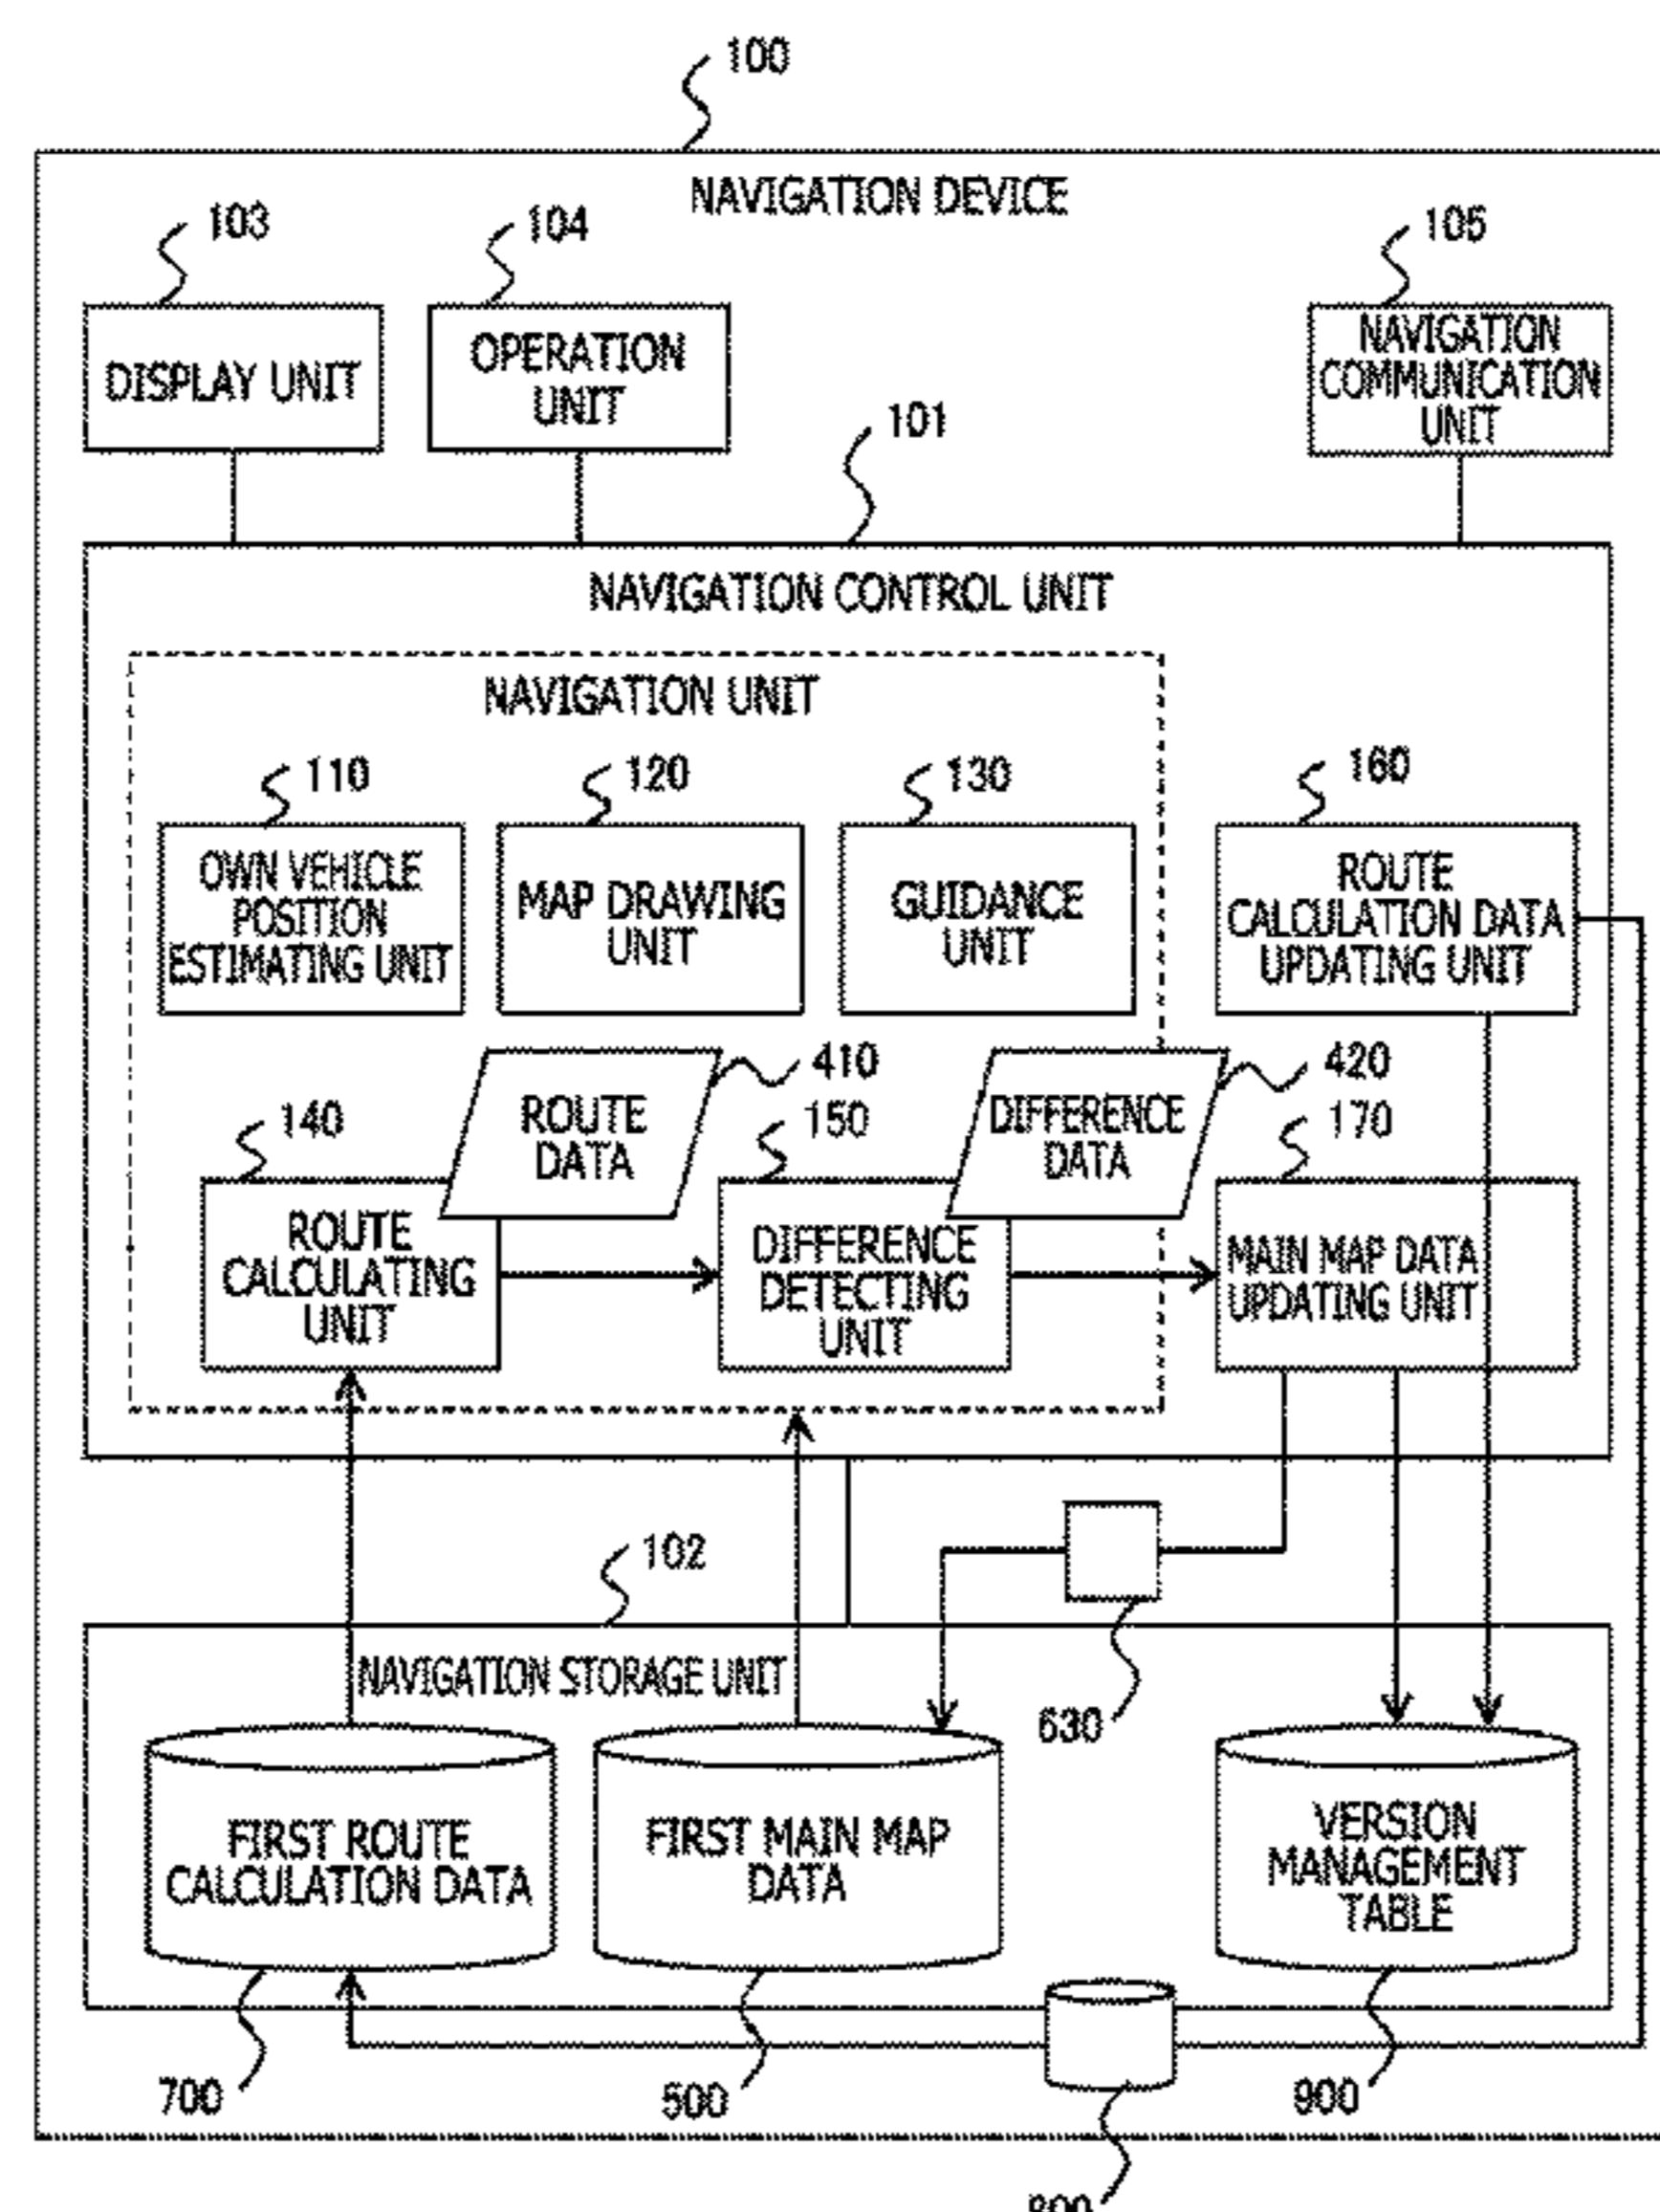 100
NAVIGATION DEVICE
103
104
105
DISPLAY UNIT
OPERATION
UNIT
NAVIGATION
COMMUNICATION
UNIT
101
NAVIGATION CONTROL UNIT
NAVIGATION UNIT
110
120
130
160
OWN VEHICLE
POSITION
ESTIMATING UNIT
MAP DRAWING
UNIT
GUIDANCE
UNIT
ROUTE
CALCULATION DATA
UPDATING UNIT
410
420
ROUTE
DATA
DIFFERENCE
DATA
140
150
170
ROUTE
CALCULATING
UNIT
DIFFERENCE
DETECTING
UNIT
MAIN MAP DATA
UPDATING UNIT
102
NAVIGATION STORAGE UNIT
630
FIRST ROUTE
CALCULATION DATA
FIRST MAIN MAP
DATA
VERSION
MANAGEMENT
TABLE
700
500
900
800